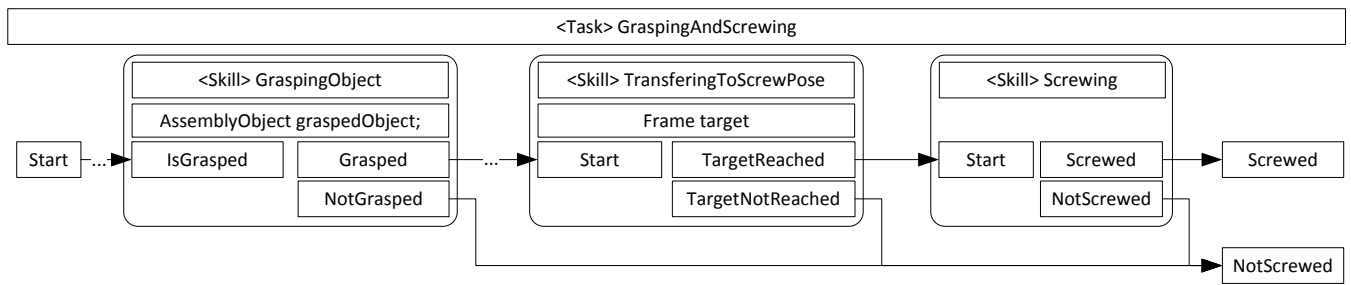 <Task> GraspingAndScrewing
<Skill> GraspingObject
AssemblyObject graspedObject;
<Skill> TransferingToScrewPose
Frame target
<Skill> Screwing
Start
...
IsGrasped
Grasped
NotGrasped
...
Start
TargetReached
TargetNotReached
Start
Screwed
NotScrewed
Screwed
NotScrewed